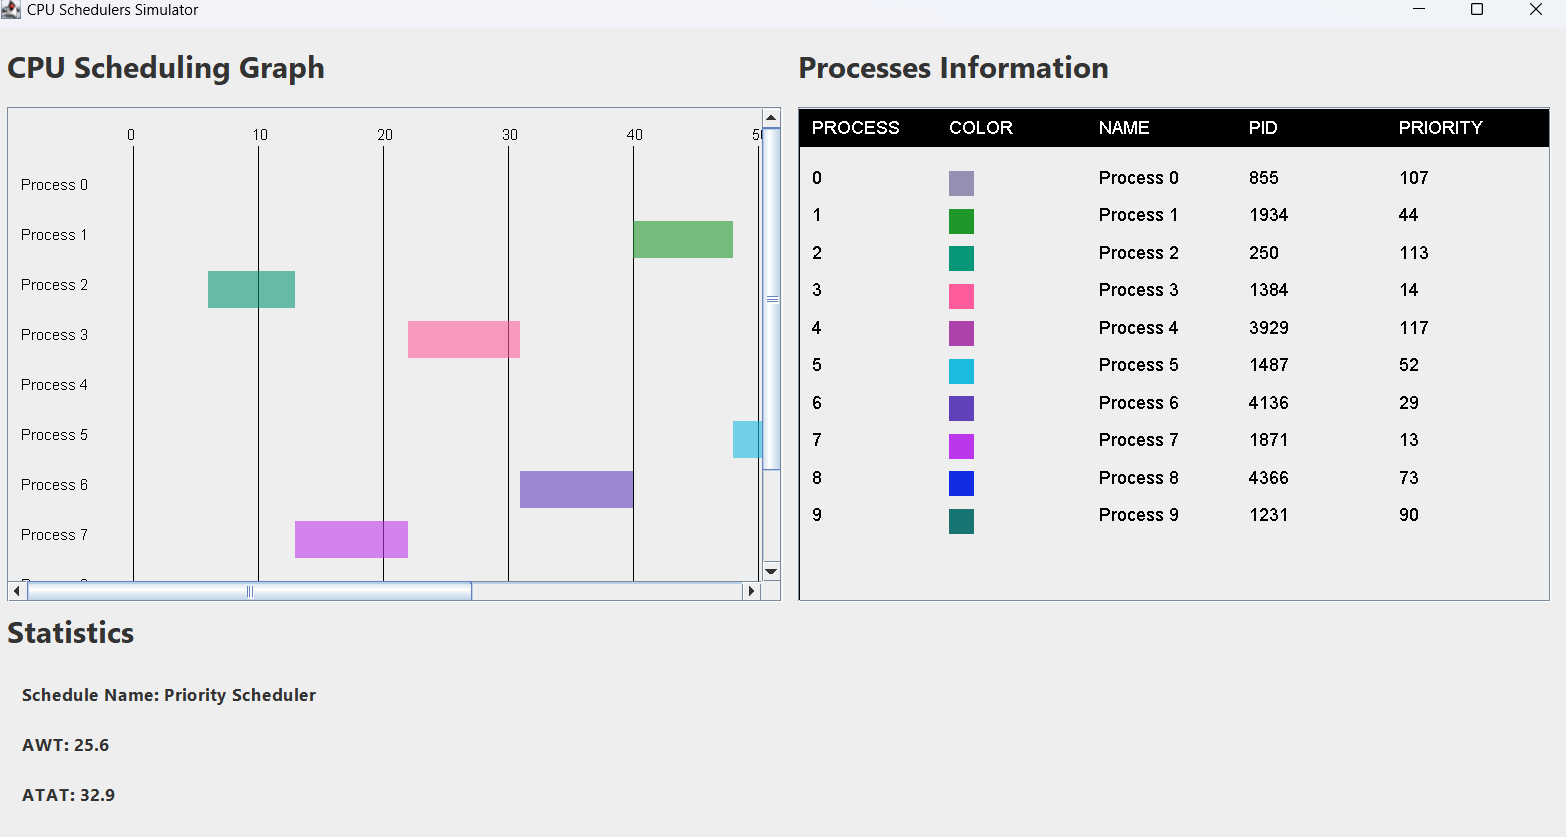 CPU Schedulers Simulator
CPU Scheduling Graph
0 10 20 30 40
Process 0
Process 1
Process 2
Process 3
Process 4
Process 5
Process 6
Process 7
Processes Information
PROCESS COLOR NAME PID PRIORITY
0 Process 0 855 107
1 Process 1 1934 44
2 Process 2 250 113
3 Process 3 1384 14
4 Process 4 3929 117
5 Process 5 1487 52
6 Process 6 4136 29
7 Process 7 1871 13
8 Process 8 4366 73
9 Process 9 1231 90
Statistics
Schedule Name: Priority Scheduler
AWT: 25.6
ATAT: 32.9